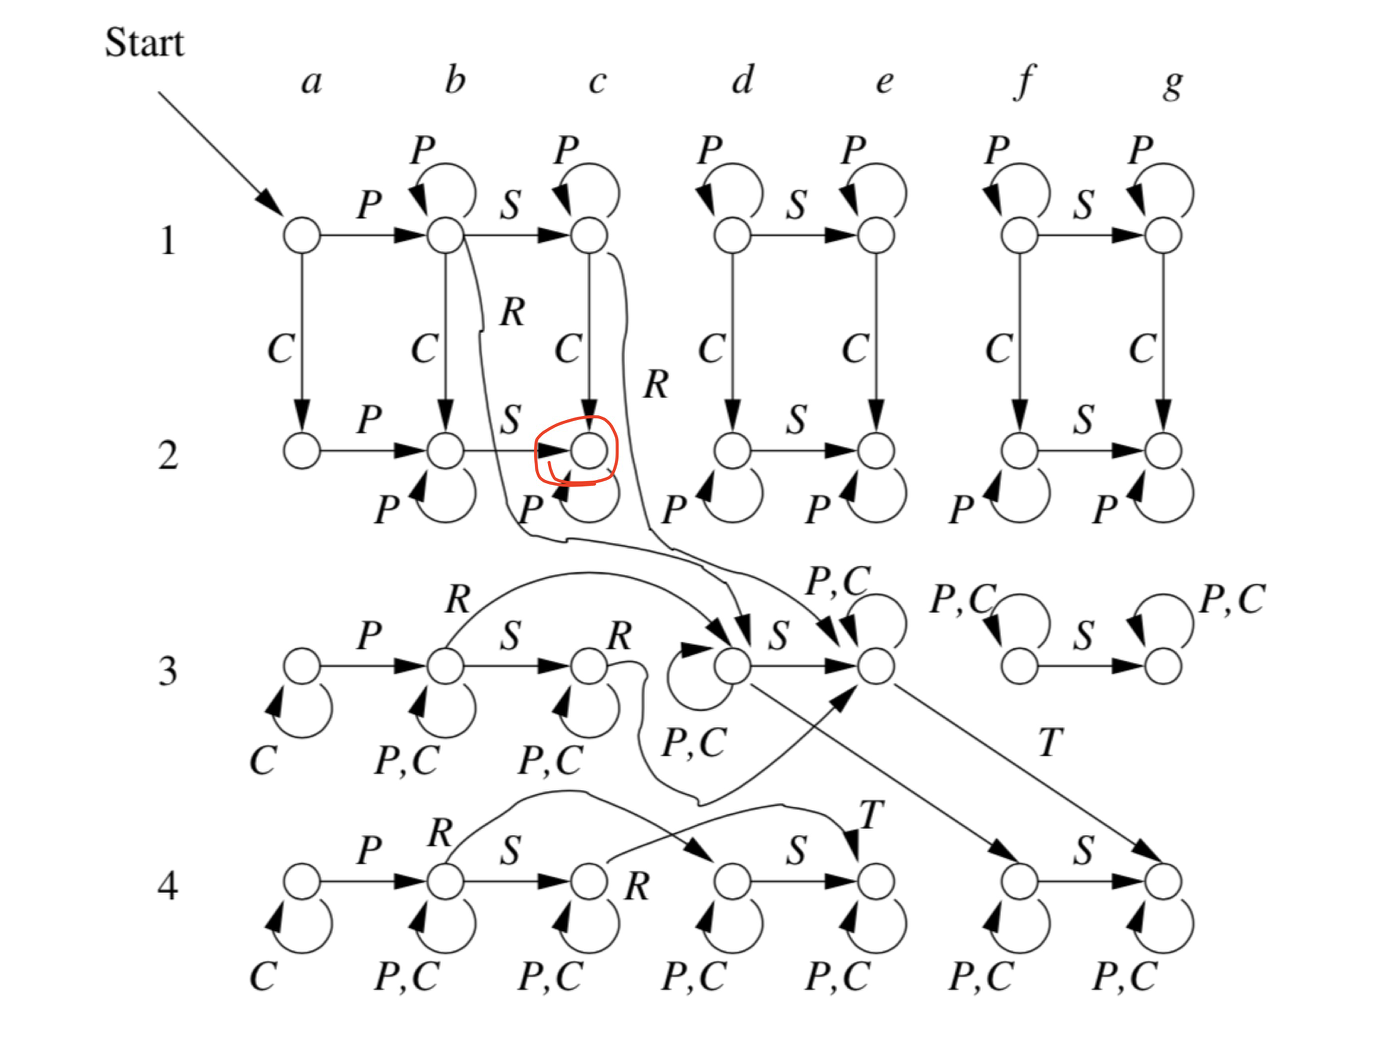 Start
a b c d e f g
P P P P P P
P S S S
1
R
C C C C C C C
R
P S S S
2
P P P P P P
P,C P,C P,C
R
P S R S S
3
T
C P,C P,C P,C
T
R
P S S S
4
R
C P,C P,C P,C P,C P,C P,C